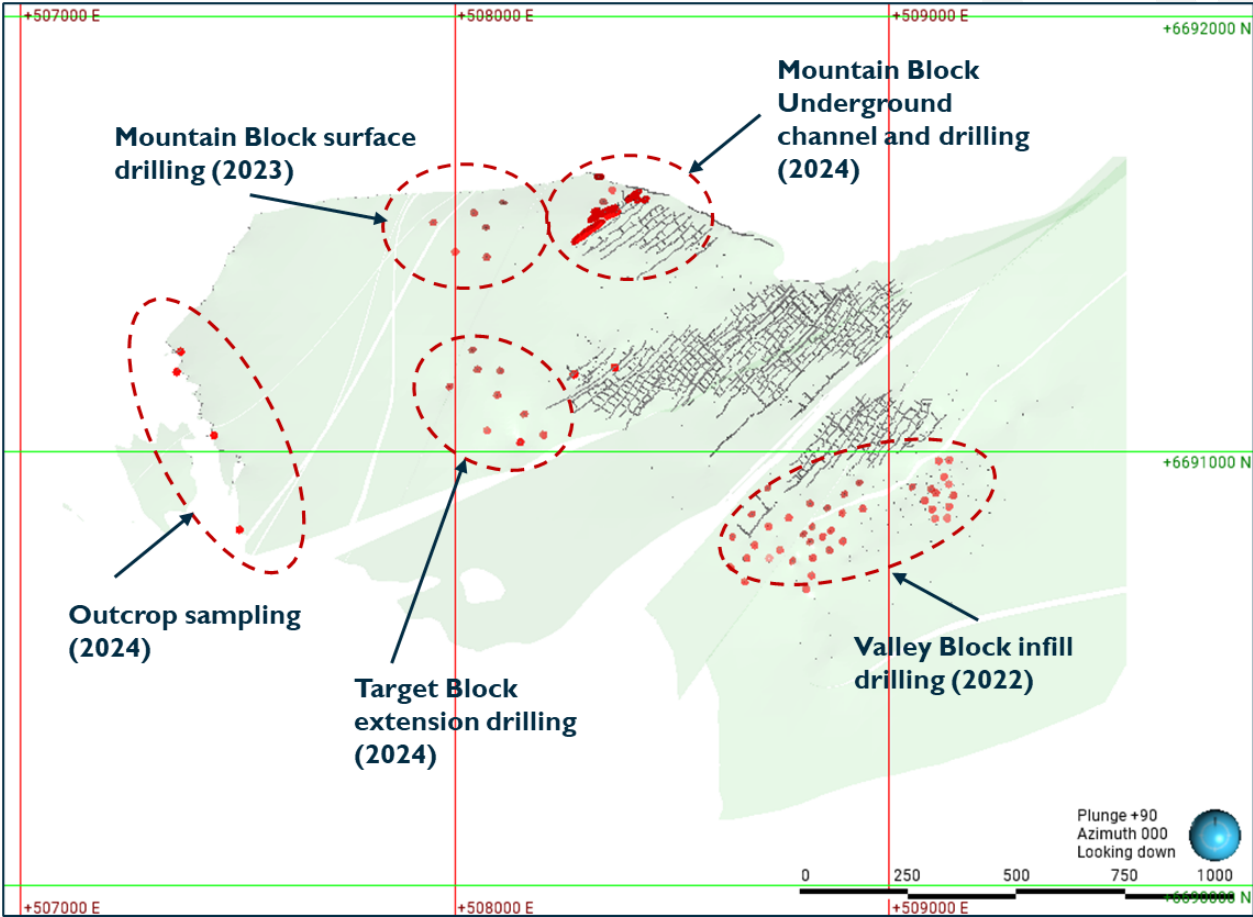 +507000 E
+508000 E
+509000 E
+6692000 N
Mountain Block
Underground
channel and drilling
(2024)
Mountain Block surface
drilling (2023)
+6691000 N
Outcrop sampling
(2024)
Valley Block infill
drilling (2022)
Target Block
extension drilling
(2024)
Plunge +90
Azimuth 000
Looking down
0 250 500 750 1000
+6690000 N
+507000 E
+508000 E
+509000 E